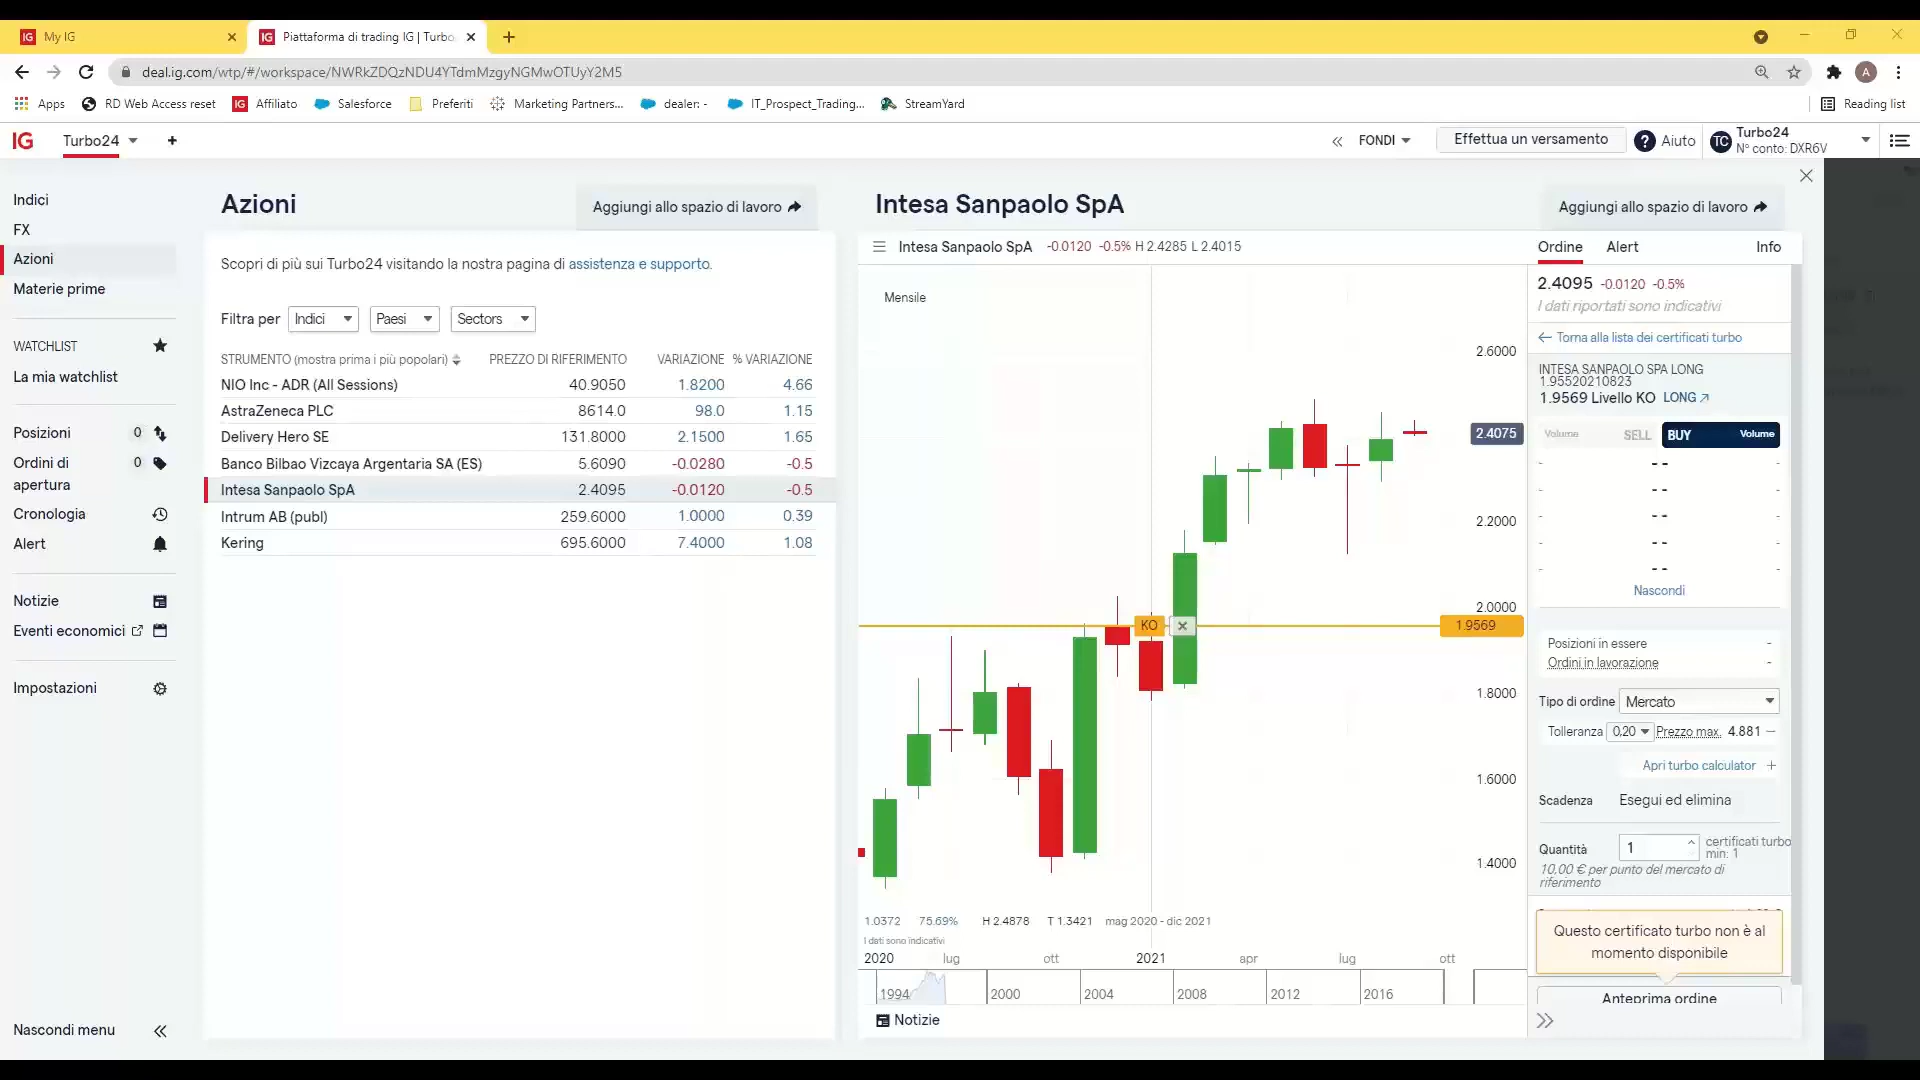 My IG
Piattaforma di trading IG | Turbo
deal.ig.com/wtp/#/workspace/NWRkZDQzNDU4YTdmMzgyNGMwOTUyY2M5
Apps
RD Web Access reset
IG Affiliato
Salesforce
Preferiti
Marketing Partners...
dealer: -
IT_Prospect_Trading...
StreamYard
Reading list
IG
Turbo24
FONDI
Effettua un versamento
? Aiuto
TC
Turbo24
N° conto: DXR6V
Indici
FX
Azioni
Materie prime
WATCHLIST
La mia watchlist
Posizioni 0
Ordini di apertura 0
Cronologia
Alert
Notizie
Eventi economici
Impostazioni
Nascondi menu
Azioni
Aggiungi allo spazio di lavoro
Scopri di più sui Turbo24 visitando la nostra pagina di assistenza e supporto.
Filtra per Indici Paesi Sectors
STRUMENTO (mostra prima i più popolari) PREZZO DI RIFERIMENTO VARIAZIONE % VARIAZIONE
NIO Inc - ADR (All Sessions) 40.9050 1.8200 4.66
AstraZeneca PLC 8614.0 98.0 1.15
Delivery Hero SE 131.8000 2.1500 1.65
Banco Bilbao Vizcaya Argentaria SA (ES) 5.6090 -0.0280 -0.5
Intesa Sanpaolo SpA 2.4095 -0.0120 -0.5
Intrum AB (publ) 259.6000 1.0000 0.39
Kering 695.6000 7.4000 1.08
Intesa Sanpaolo SpA
Aggiungi allo spazio di lavoro
Intesa Sanpaolo SpA -0.0120 -0.5% H 2.4285 L 2.4015
Mensile
2.6000
2.4075
2.2000
2.0000
KO
1.9569
1.8000
1.6000
1.4000
1.0372 75.69% H 2.4878 T 1.3421 mag 2020 - dic 2021
I dati sono indicativi
2020 lug ott 2021 apr lug ott
1994 2000 2004 2008 2012 2016
Notizie
Ordine Alert Info
2.4095 -0.0120 -0.5%
I dati riportati sono indicativi
Torna alla lista dei certificati turbo
INTESA SANPAOLO SPA LONG
1.95520210823
1.9569 Livello KO LONG
Volume SELL BUY Volume
- -- -
- -- -
- -- -
- -- -
- -- -
Nascondi
Posizioni in essere -
Ordini in lavorazione -
Tipo di ordine Mercato
Tolleranza 0,20 Prezzo max. 4.881
Apri turbo calculator +
Scadenza Esegui ed elimina
Quantità 1 certificati turbo
min: 1
10,00 € per punto del mercato di
riferimento
Questo certificato turbo non è al
momento disponibile
Anteprima ordine